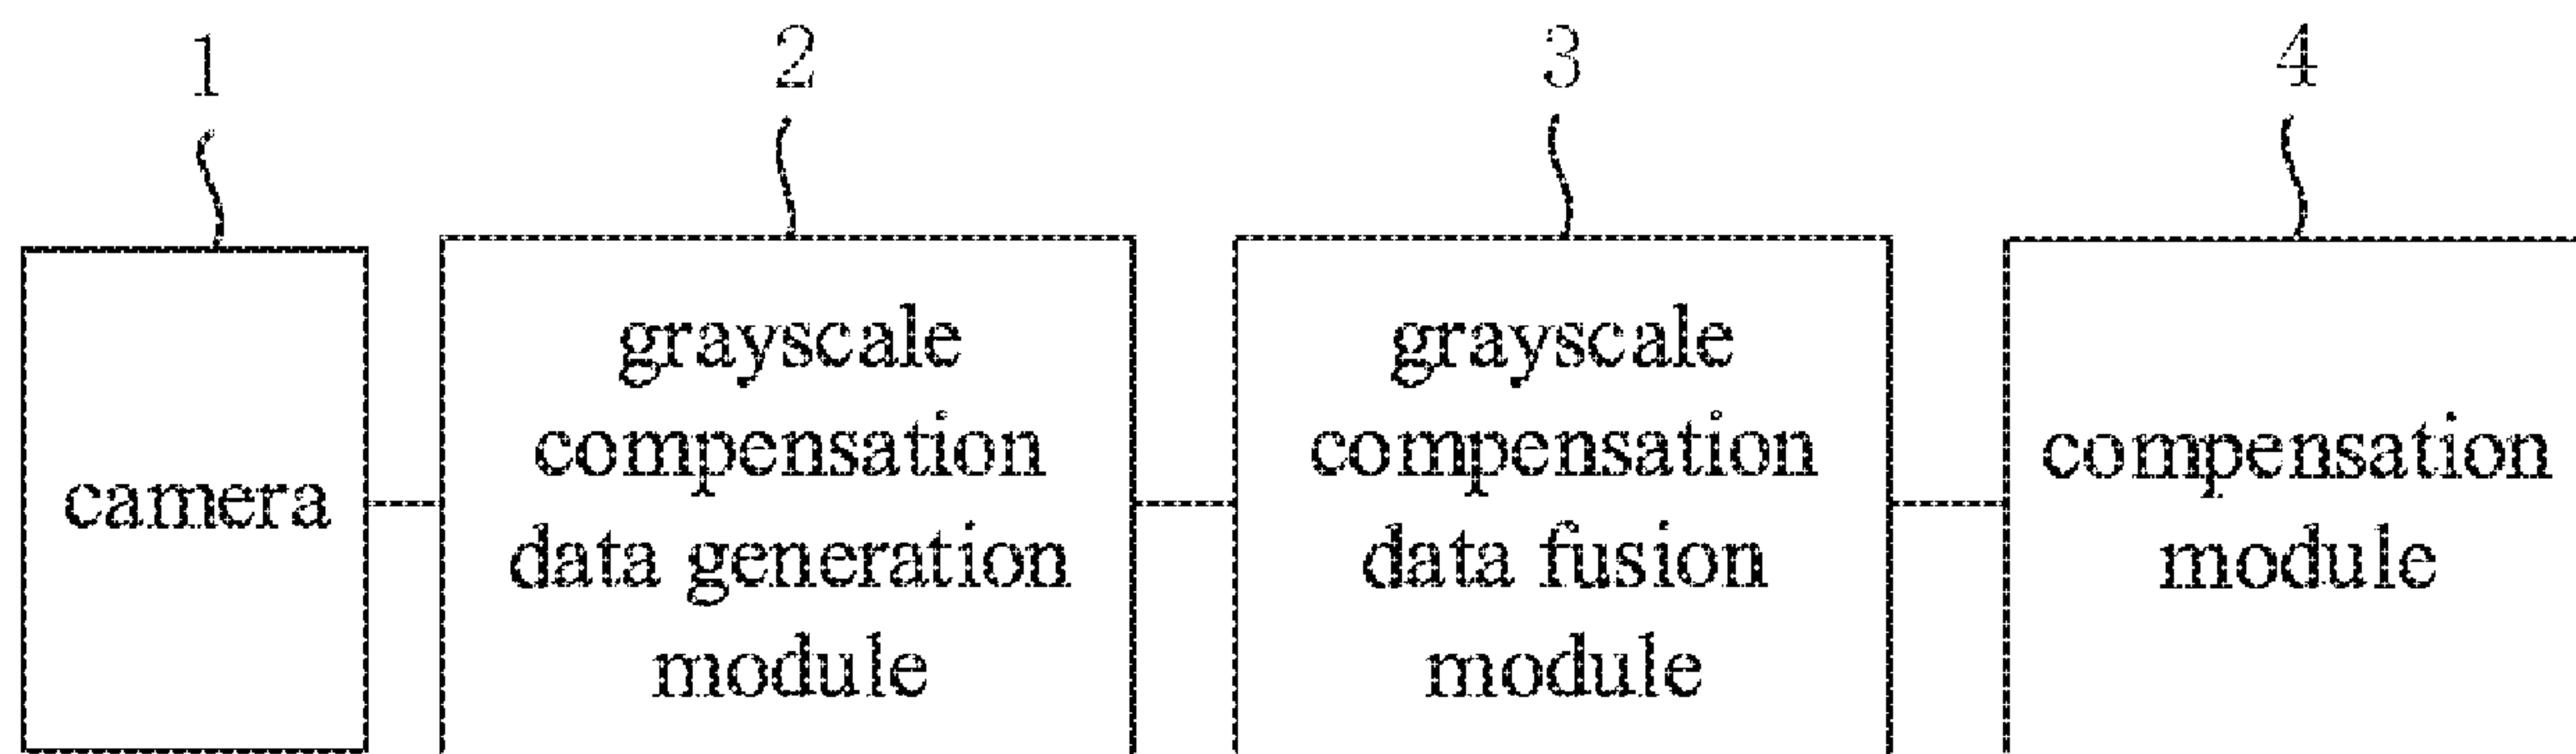 1
2
3
4
camera
grayscale
compensation
data generation
module
grayscale
compensation
data fusion
module
compensation
module